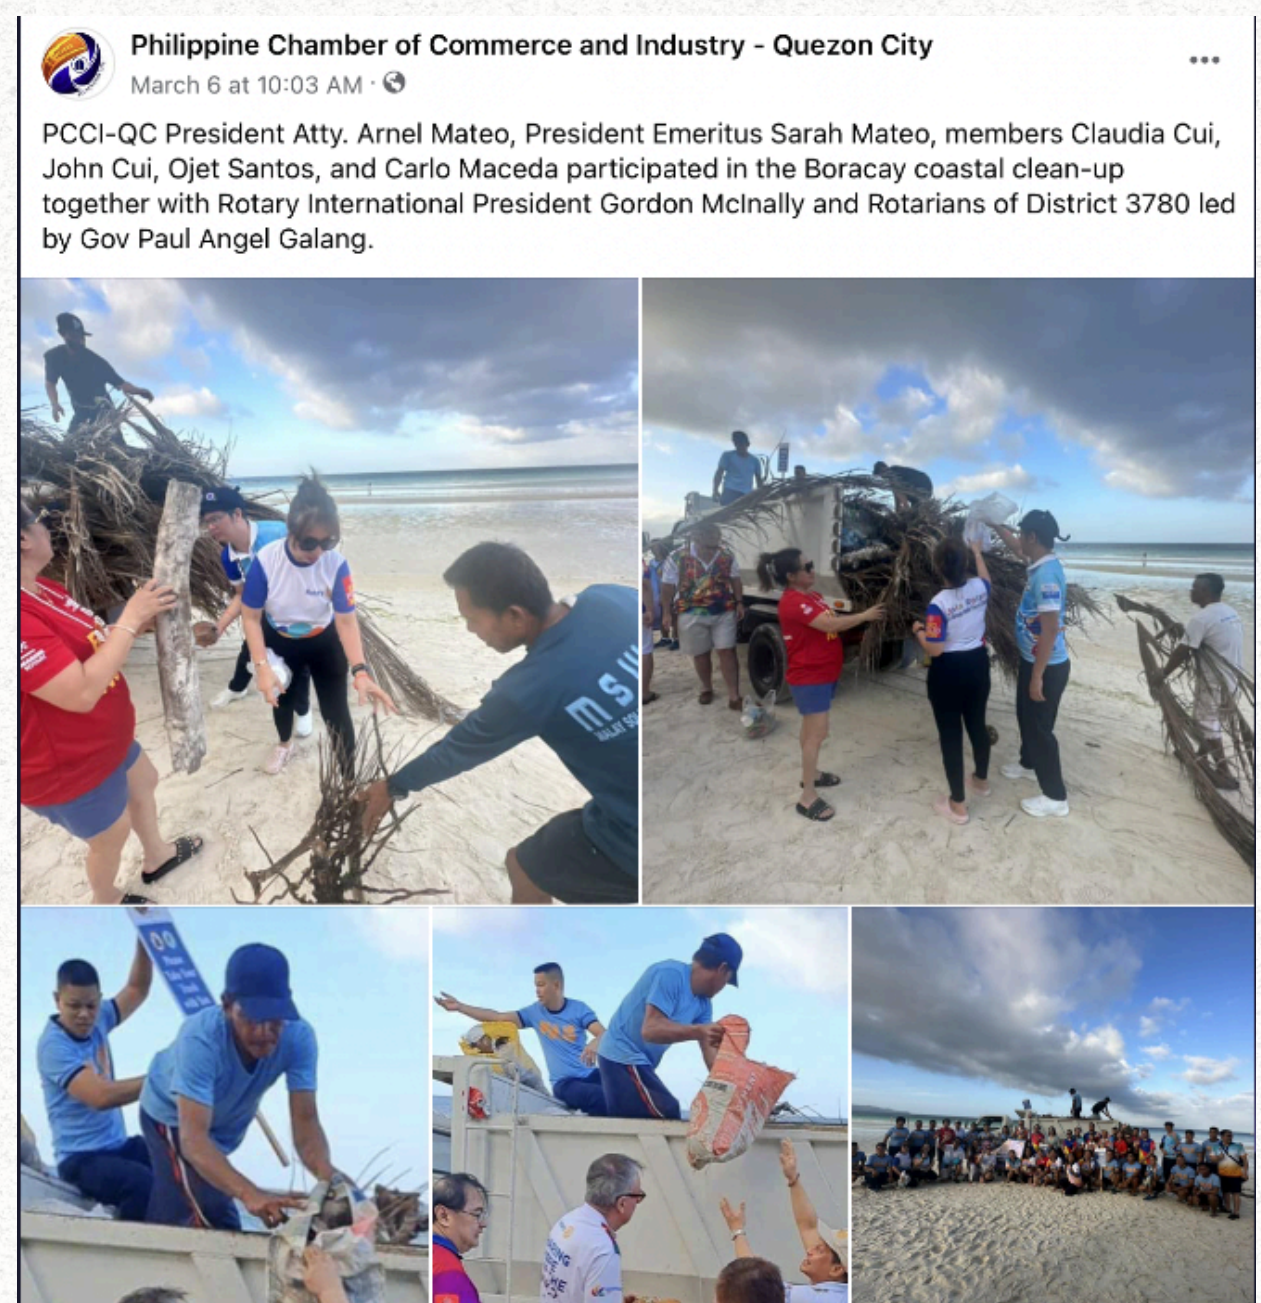 Philippine Chamber of Commerce and Industry - Quezon City
March 6 at 10:03 AM ·
PCCI-QC President Atty. Arnel Mateo, President Emeritus Sarah Mateo, members Claudia Cui,
John Cui, Ojet Santos, and Carlo Maceda participated in the Boracay coastal clean-up
together with Rotary International President Gordon McInally and Rotarians of District 3780 led
by Gov Paul Angel Galang.